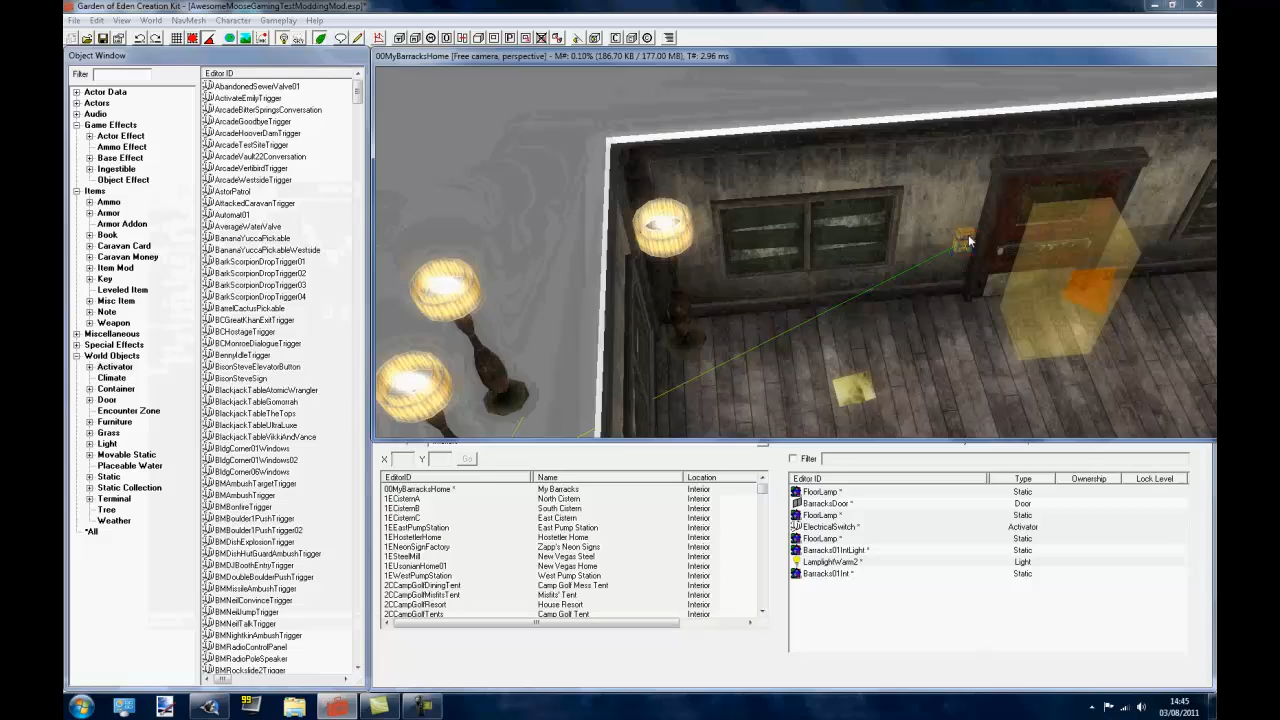 Garden of Eden Creation Kit - [AwesomeMooseGamingTestModdingMod.esp]*
File Edit View World NavMesh Character Gameplay Help
Object Window
Filter
Actor Data
Actors
Audio
Game Effects
Actor Effect
Ammo Effect
Base Effect
Ingestible
Object Effect
Items
Ammo
Armor
Armor Addon
Book
Caravan Card
Caravan Money
Item Mod
Key
Leveled Item
Misc Item
Note
Weapon
Miscellaneous
Special Effects
World Objects
Activator
Climate
Container
Door
Encounter Zone
Furniture
Grass
Light
Movable Static
Placeable Water
Static
Static Collection
Terminal
Tree
Weather
*All
Editor ID
AbandonedSewerValve01
ActivateEmilyTrigger
ArcadeBitterSpringsConversation
ArcadeGoodbyeTrigger
ArcadeHooverDamTrigger
ArcadeTestSiteTrigger
ArcadeVault22Conversation
ArcadeVertibirdTrigger
ArcadeWestsideTrigger
AstorPatrol
AttackedCaravanTrigger
Automat01
AverageWaterValve
BananaYuccaPickable
BananaYuccaPickableWestside
BarkScorpionDropTrigger01
BarkScorpionDropTrigger02
BarkScorpionDropTrigger03
BarkScorpionDropTrigger04
BarrelCactusPickable
BCGreatKhanExitTrigger
BCHostageTrigger
BCMonroeDialogueTrigger
BennyIdleTrigger
BisonSteveElevatorButton
BisonSteveSign
BlackjackTableAtomicWrangler
BlackjackTableGomorrah
BlackjackTableTheTops
BlackjackTableUltraLuxe
BlackjackTableVikkiAndVance
BldgCorner01Windows
BldgCorner01Windows02
BldgCorner06Windows
BMAmbushTargetTrigger
BMAmbushTrigger
BMBonfireTrigger
BMBoulder1PushTrigger
BMBoulder1PushTrigger02
BMDishExplosionTrigger
BMDishHutGuardAmbushTrigger
BMDJBoothEntryTrigger
BMDoubleBoulderPushTrigger
BMMissileAmbushTrigger
BMNeilConvinceTrigger
BMNeilJumpTrigger
BMNeilTalkTrigger
BMNightkinAmbushTrigger
BMRadioControlPanel
BMRadioPoleSpeaker
BMRockslide2Trigger
00MyBarracksHome [Free camera, perspective] - M#: 0.10% (186.70 KB / 177.00 MB), T#: 2.96 ms
X Y Go
EditorID Name Location
00MyBarracksHome * My Barracks Interior
1ECisternA North Cistern Interior
1ECisternB South Cistern Interior
1ECisternC East Cistern Interior
1EEastPumpStation East Pump Station Interior
1EHostetlerHome Hostetler Home Interior
1ENeonSignFactory Zapp's Neon Signs Interior
1ESteelMill New Vegas Steel Interior
1EUsonianHome01 New Vegas Home Interior
1EWestPumpStation West Pump Station Interior
2CCampGolfDiningTent Camp Golf Mess Tent Interior
2CCampGolfMisfitsTent Misfits' Tent Interior
2CCampGolfResort House Resort Interior
2CCampGolfTents Camp Golf Tent Interior
Filter
Editor ID Type Ownership Lock Level
FloorLamp * Static
BarracksDoor * Door
FloorLamp * Static
ElectricalSwitch * Activator
FloorLamp * Static
Barracks01IntLight * Static
LamplightWarm2 * Light
Barracks01Int * Static
99
14:45
03/08/2011